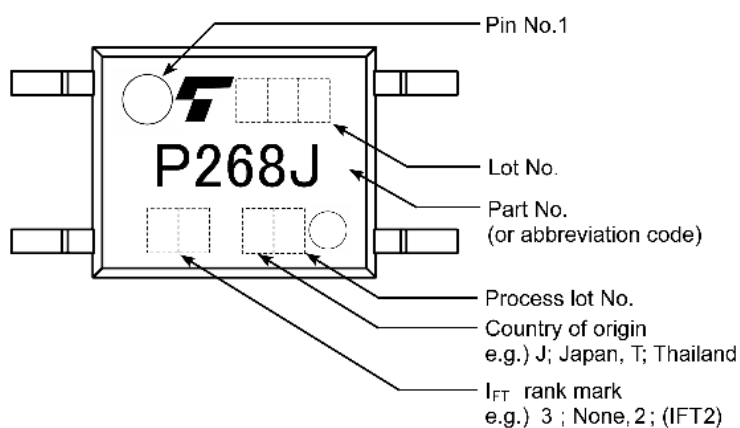 Pin No.1
Lot No.
P268J
Part No.
(or abbreviation code)
Process lot No.
Country of origin
e.g.) J; Japan, T; Thailand
IFT rank mark
e.g.) 3 ; None, 2 ; (IFT2)